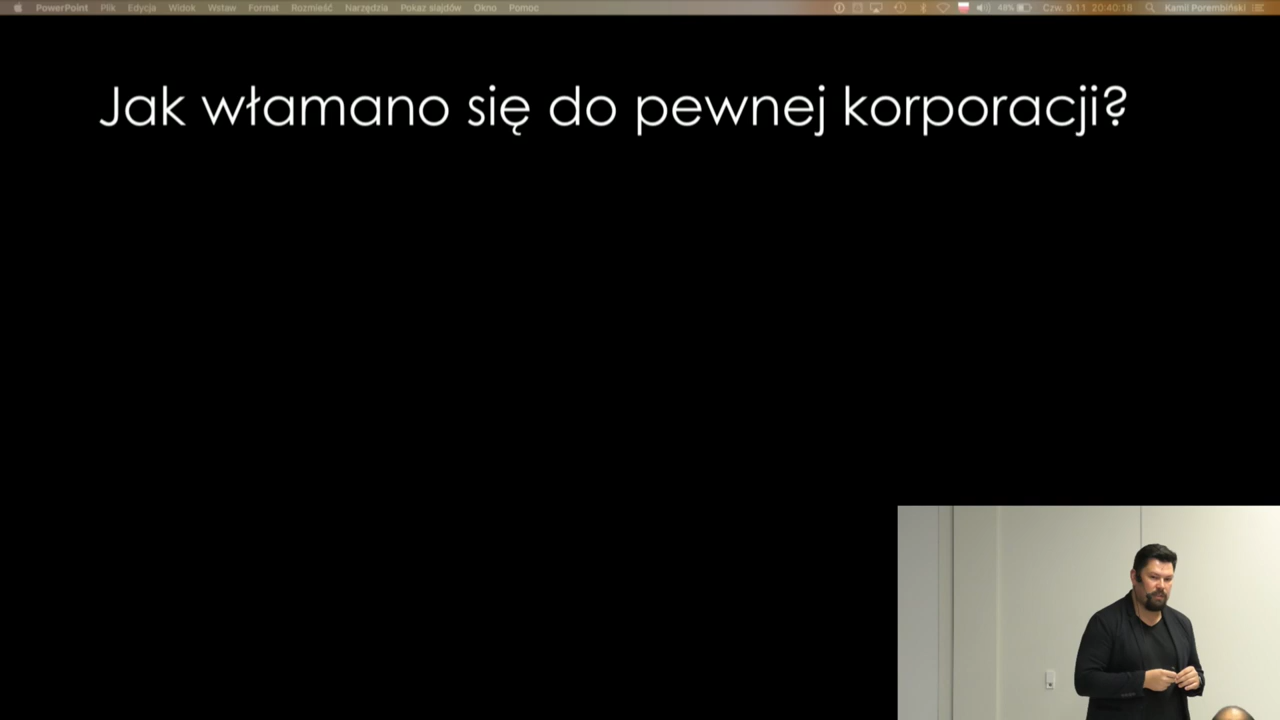 PowerPoint Plik Edycja Widok Wstaw Format Rozmieść Narzędzia Pokaz slajdów Okno Pomoc 48% Czw. 9.11 20:40:18 Kamil Porembiński
Jak włamano się do pewnej korporacji?